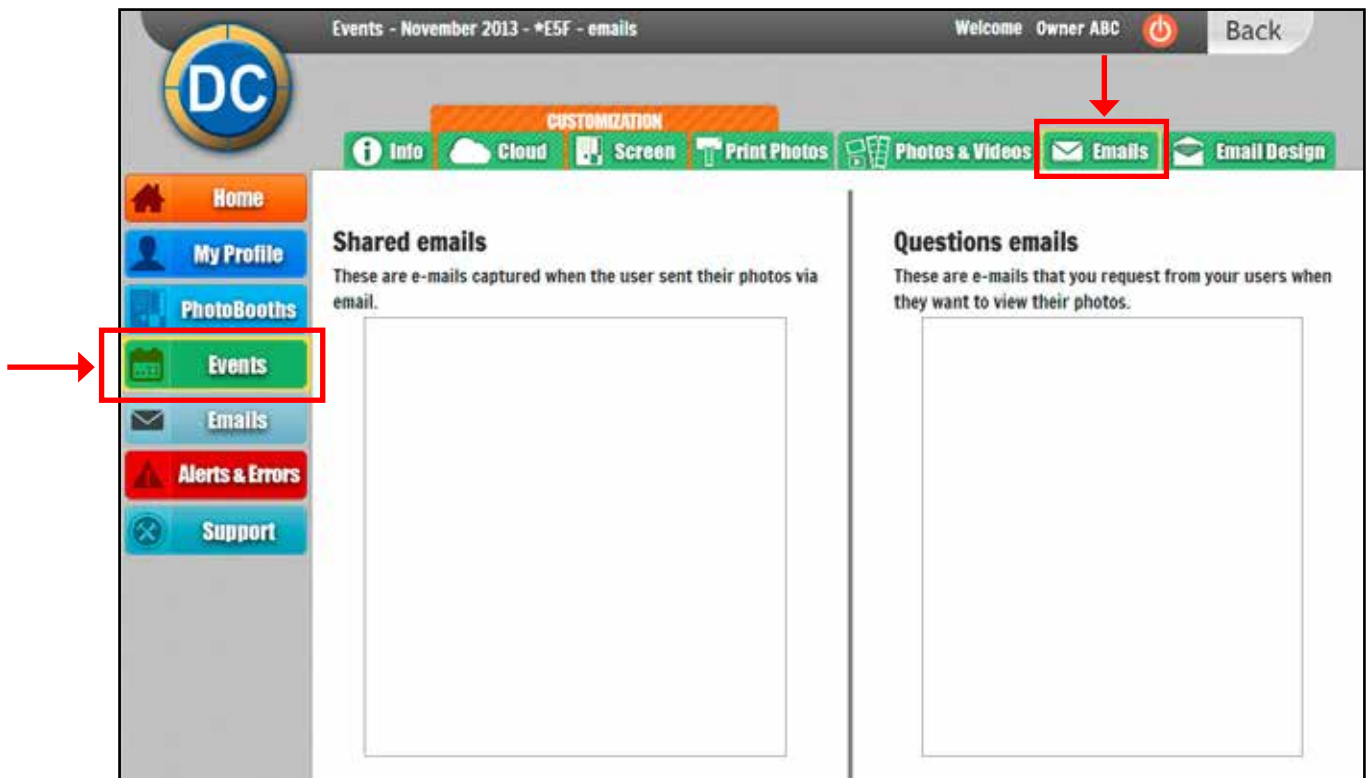 Events - November 2013 - *E5F - emails
Welcome Owner ABC
Back
DC
CUSTOMIZATION
Info
Cloud
Screen
Print Photos
Photos & Videos
Emails
Email Design
Home
My Profile
PhotoBooths
Events
Emails
Alerts & Errors
Support
Shared emails
These are e-mails captured when the user sent their photos via
email.
Questions emails
These are e-mails that you request from your users when
they want to view their photos.